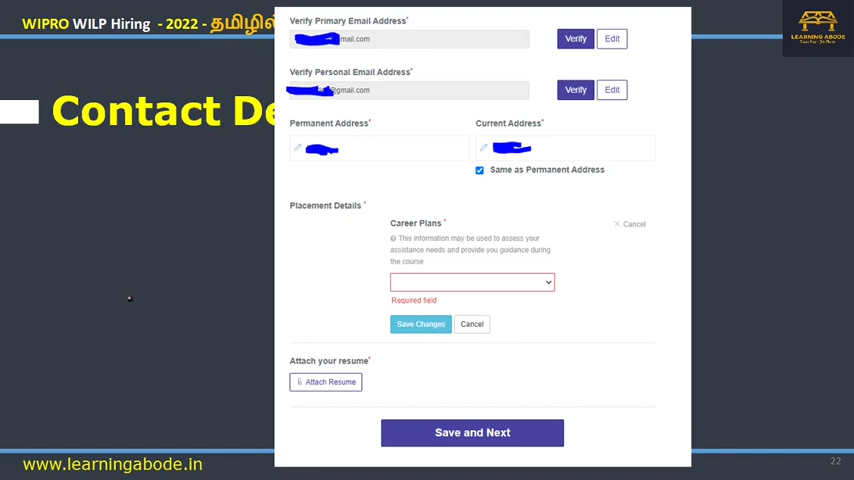 WIPRO WILP Hiring - 2022 - தமிழில்
LEARNING ABODE
Contact De
Verify Primary Email Address*
mail.com
Verify Edit
Verify Personal Email Address*
@gmail.com
Verify Edit
Permanent Address* Current Address*
Same as Permanent Address
Placement Details *
Career Plans * × Cancel
This information may be used to assess your
assistance needs and provide you guidance during
the course
Required field
Save Changes Cancel
Attach your resume*
Attach Resume
Save and Next
www.learningabode.in
22